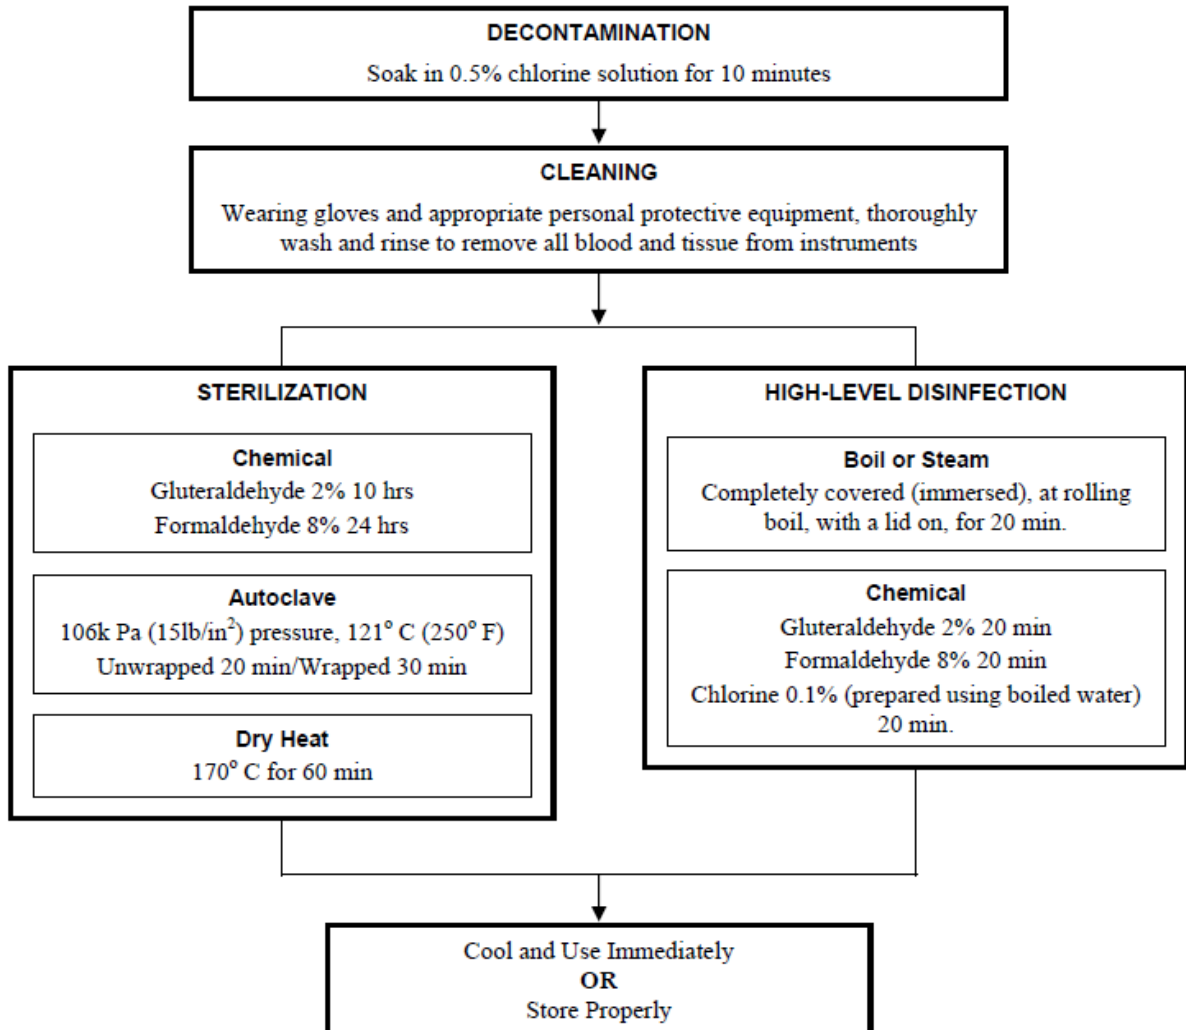 DECONTAMINATION
Soak in 0.5% chlorine solution for 10 minutes
CLEANING
Wearing gloves and appropriate personal protective equipment, thoroughly
wash and rinse to remove all blood and tissue from instruments
STERILIZATION
Chemical
Gluteraldehyde 2% 10 hrs
Formaldehyde 8% 24 hrs
Autoclave
106k Pa (15lb/in²) pressure, 121° C (250° F)
Unwrapped 20 min/Wrapped 30 min
Dry Heat
170° C for 60 min
HIGH-LEVEL DISINFECTION
Boil or Steam
Completely covered (immersed), at rolling
boil, with a lid on, for 20 min.
Chemical
Gluteraldehyde 2% 20 min
Formaldehyde 8% 20 min
Chlorine 0.1% (prepared using boiled water)
20 min.
Cool and Use Immediately
OR
Store Properly